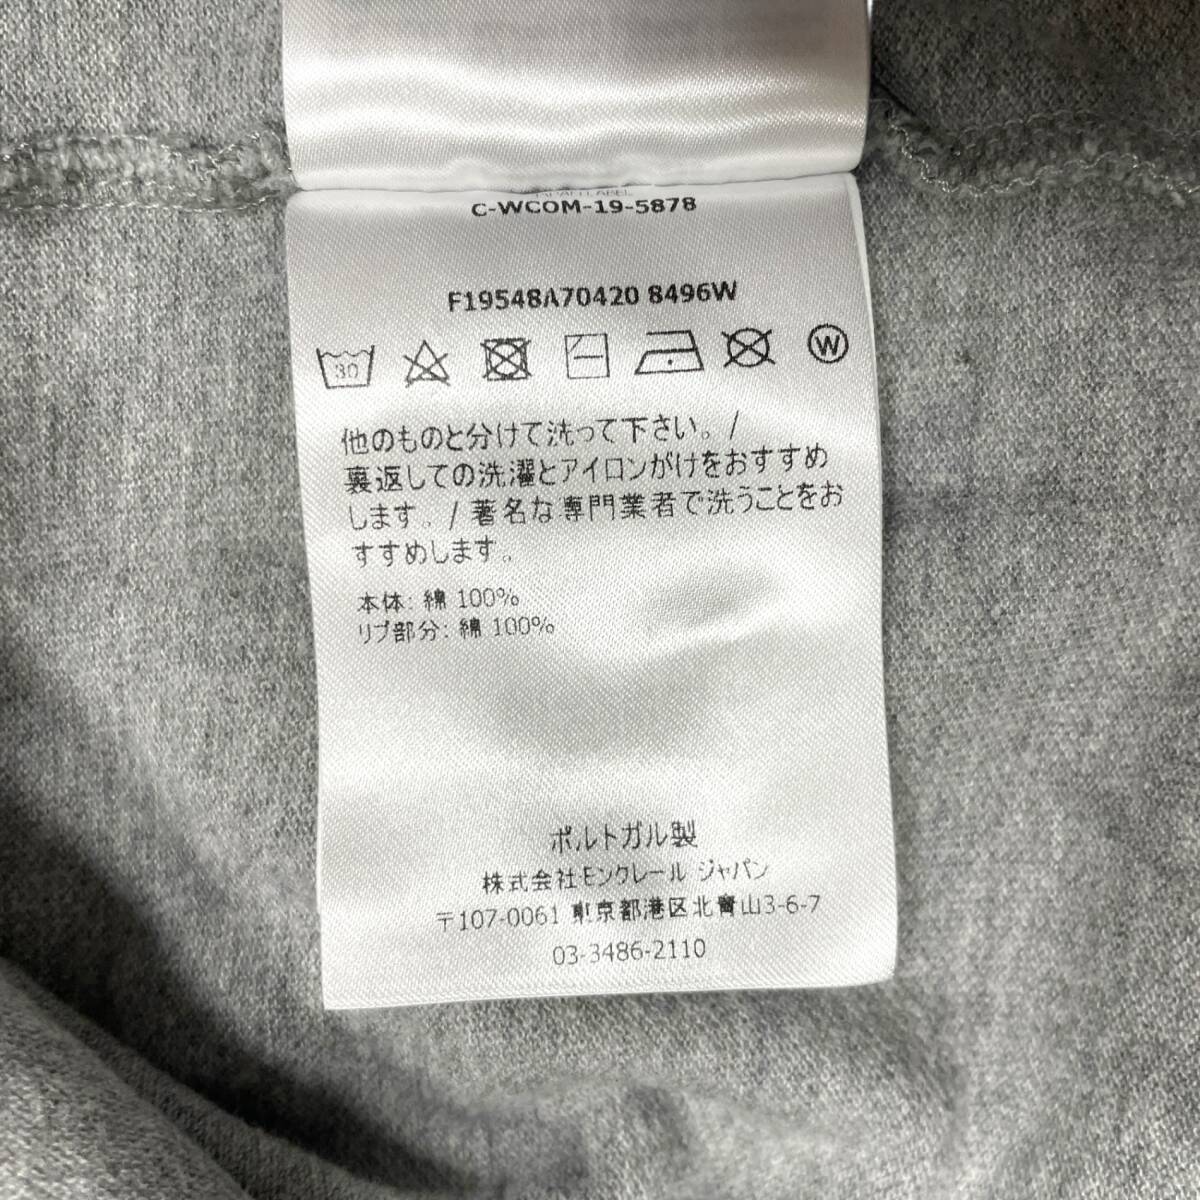 C-WCOM-19-5878
F19548A70420 8496W
30 W
他のものと分けて洗って下さい。/
裏返しての洗濯とアイロンがけをおすすめ
します。/ 著名な専門業者で洗うことをお
すすめします。
本体: 綿 100%
リブ部分: 綿 100%
ポルトガル製
株式会社モンクレール ジャパン
〒107-0061 東京都港区北青山3-6-7
03-3486-2110